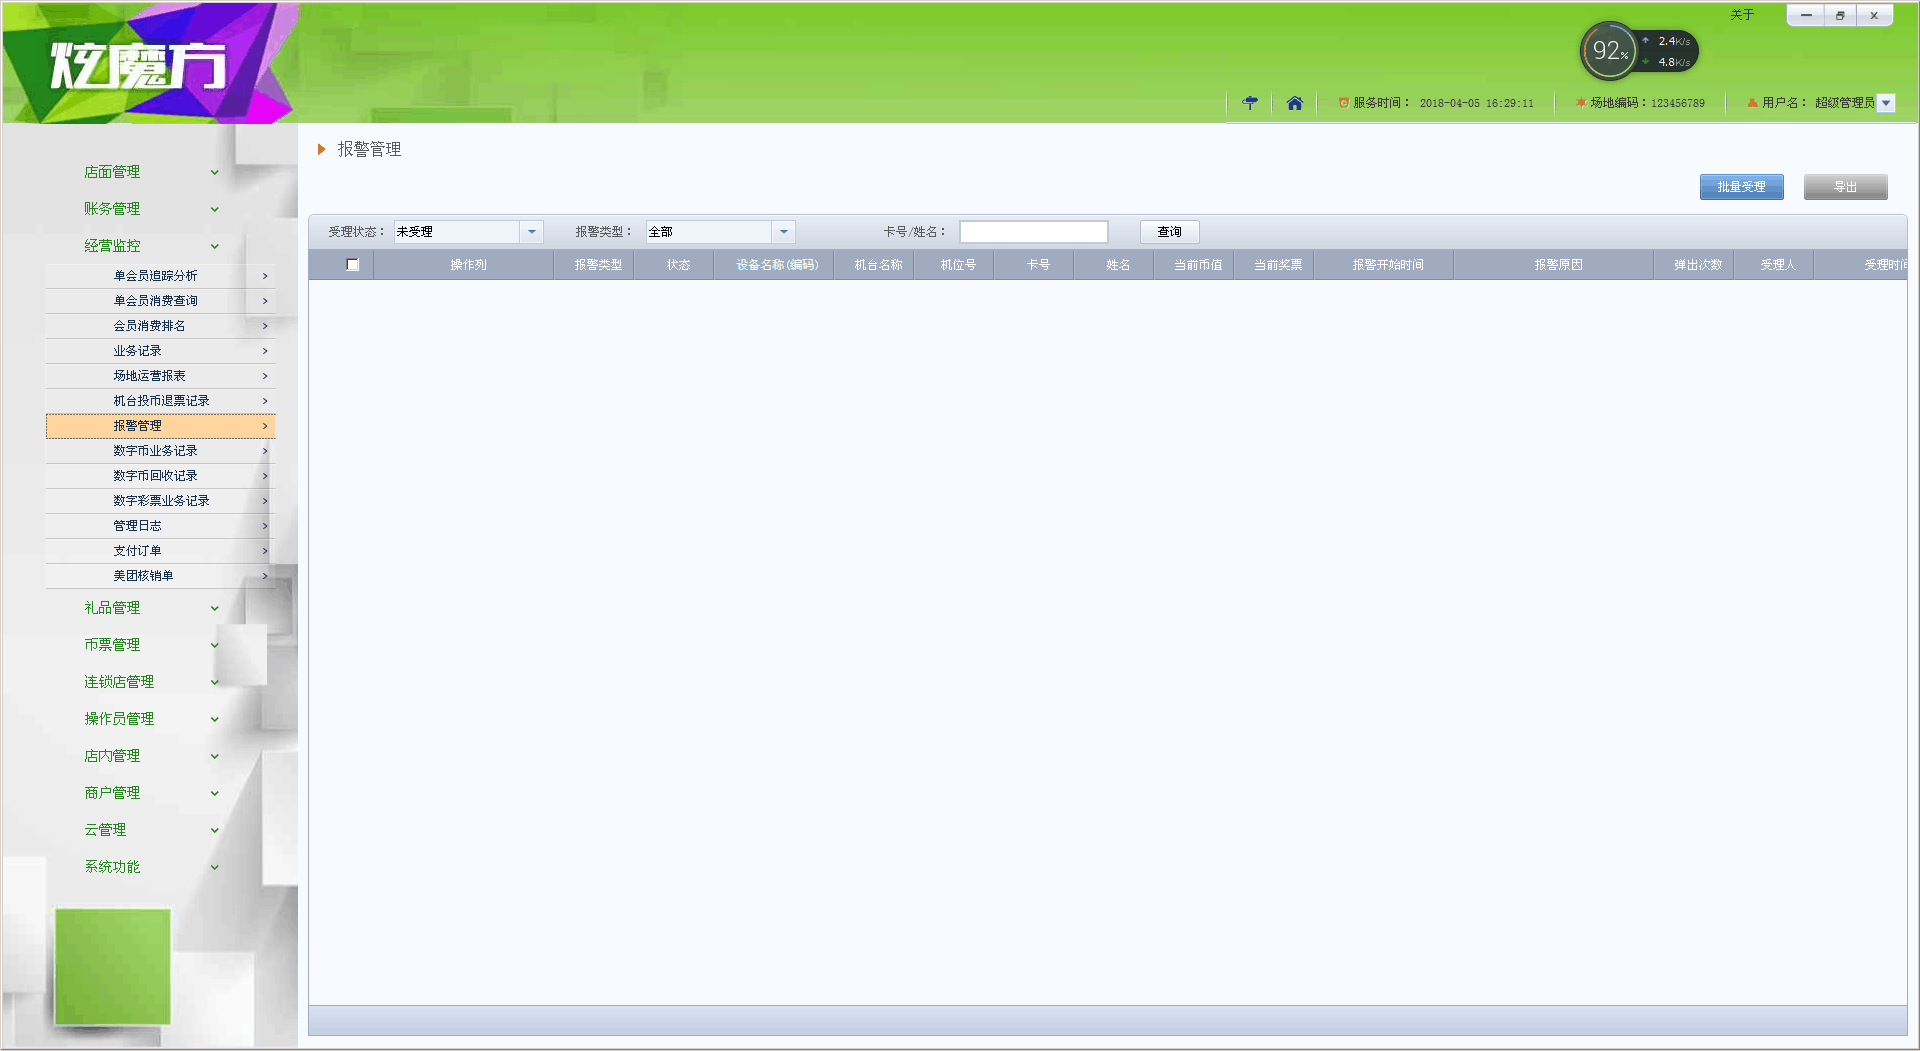 炫魔方
关于
92%
2.4K/s
4.8K/s
服务时间： 2018-04-05 16:29:11
场地编码：123456789
用户名： 超级管理员
店面管理
账务管理
经营监控
单会员追踪分析
单会员消费查询
会员消费排名
业务记录
场地运营报表
机台投币退票记录
报警管理
数字币业务记录
数字币回收记录
数字彩票业务记录
管理日志
支付订单
美团核销单
礼品管理
币票管理
连锁店管理
操作员管理
店内管理
商户管理
云管理
系统功能
报警管理
批量受理 导出
受理状态： 未受理 报警类型： 全部 卡号/姓名： 查询
操作列 报警类型 状态 设备名称(编码) 机台名称 机位号 卡号 姓名 当前币值 当前奖票 报警开始时间 报警原因 弹出次数 受理人 受理时间